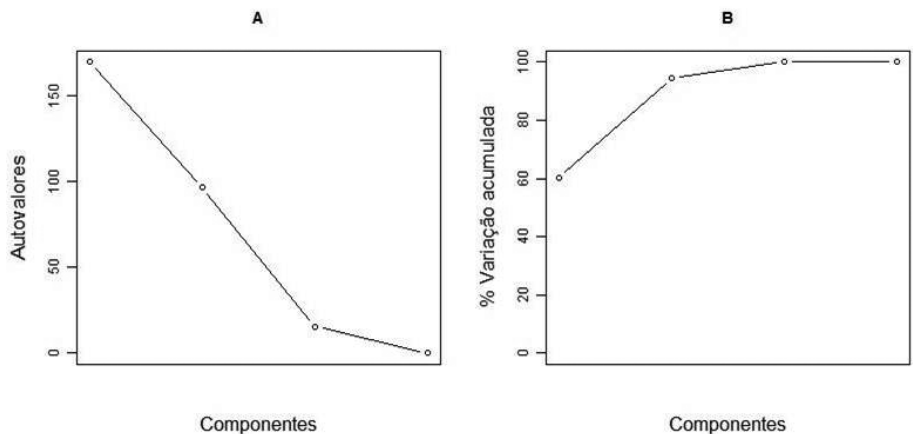 A
Autovalores
150
100
50
0
Componentes
B
% Variação acumulada
100
80
60
40
20
0
Componentes